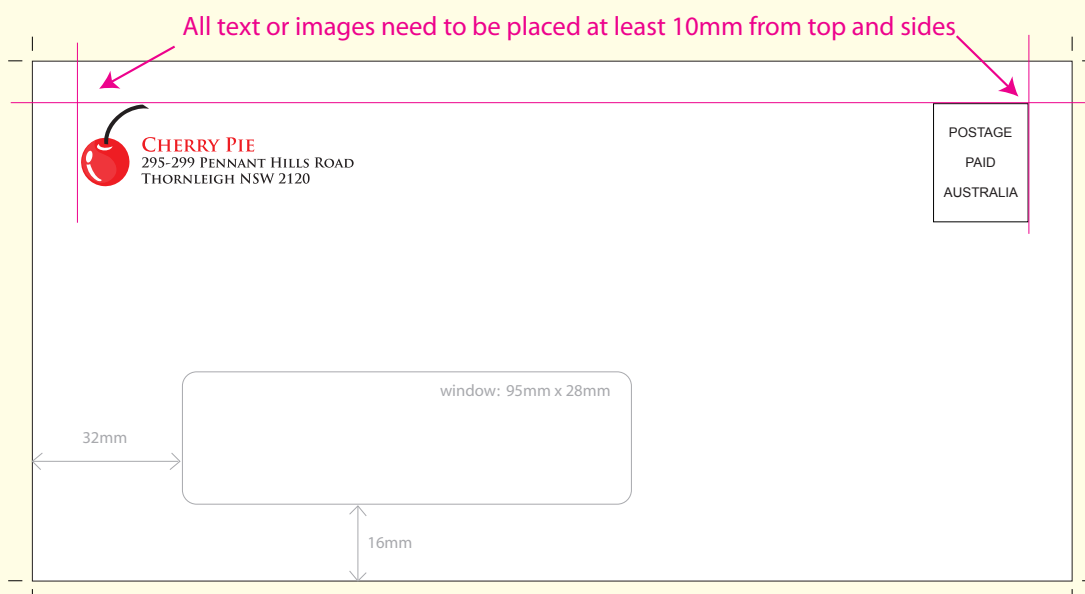 All text or images need to be placed at least 10mm from top and sides
Cherry Pie
295-299 Pennant Hills Road
Thornleigh NSW 2120
POSTAGE
PAID
AUSTRALIA
window: 95mm x 28mm
32mm
16mm